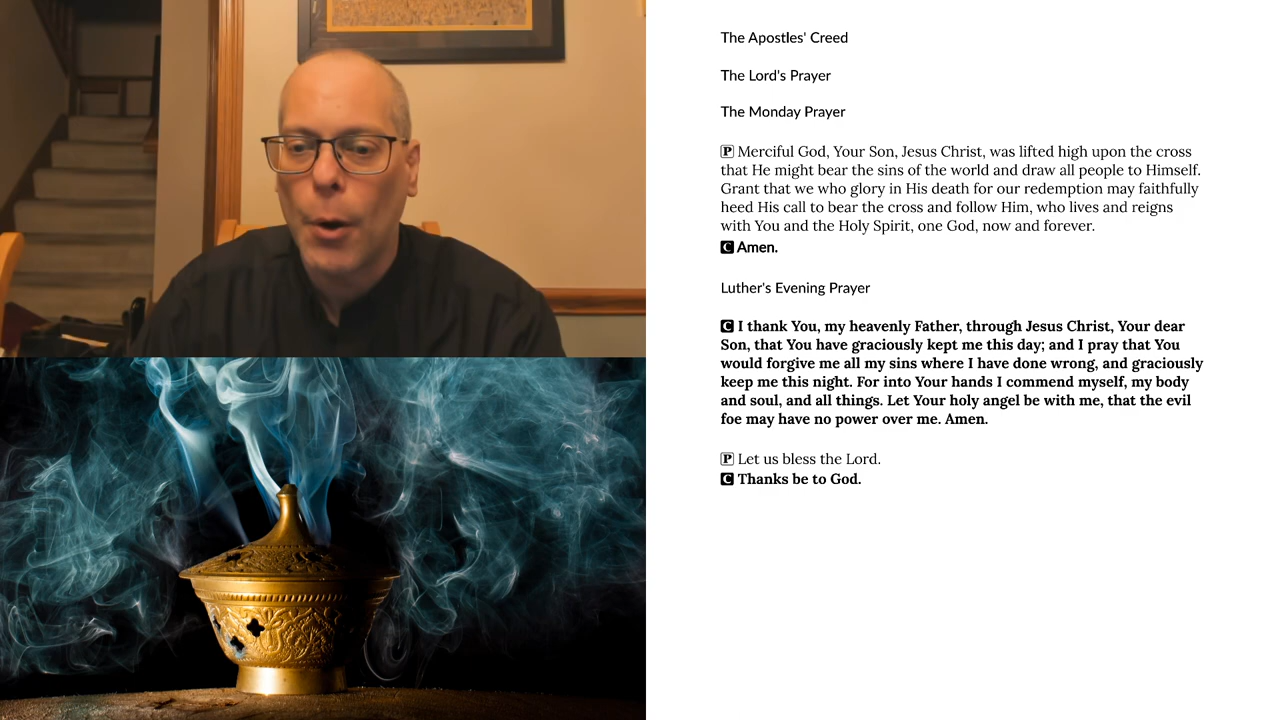 The Apostles' Creed
The Lord's Prayer
The Monday Prayer
P Merciful God, Your Son, Jesus Christ, was lifted high upon the cross
that He might bear the sins of the world and draw all people to Himself.
Grant that we who glory in His death for our redemption may faithfully
heed His call to bear the cross and follow Him, who lives and reigns
with You and the Holy Spirit, one God, now and forever.
C Amen.
Luther's Evening Prayer
C I thank You, my heavenly Father, through Jesus Christ, Your dear
Son, that You have graciously kept me this day; and I pray that You
would forgive me all my sins where I have done wrong, and graciously
keep me this night. For into Your hands I commend myself, my body
and soul, and all things. Let Your holy angel be with me, that the evil
foe may have no power over me. Amen.
P Let us bless the Lord.
C Thanks be to God.